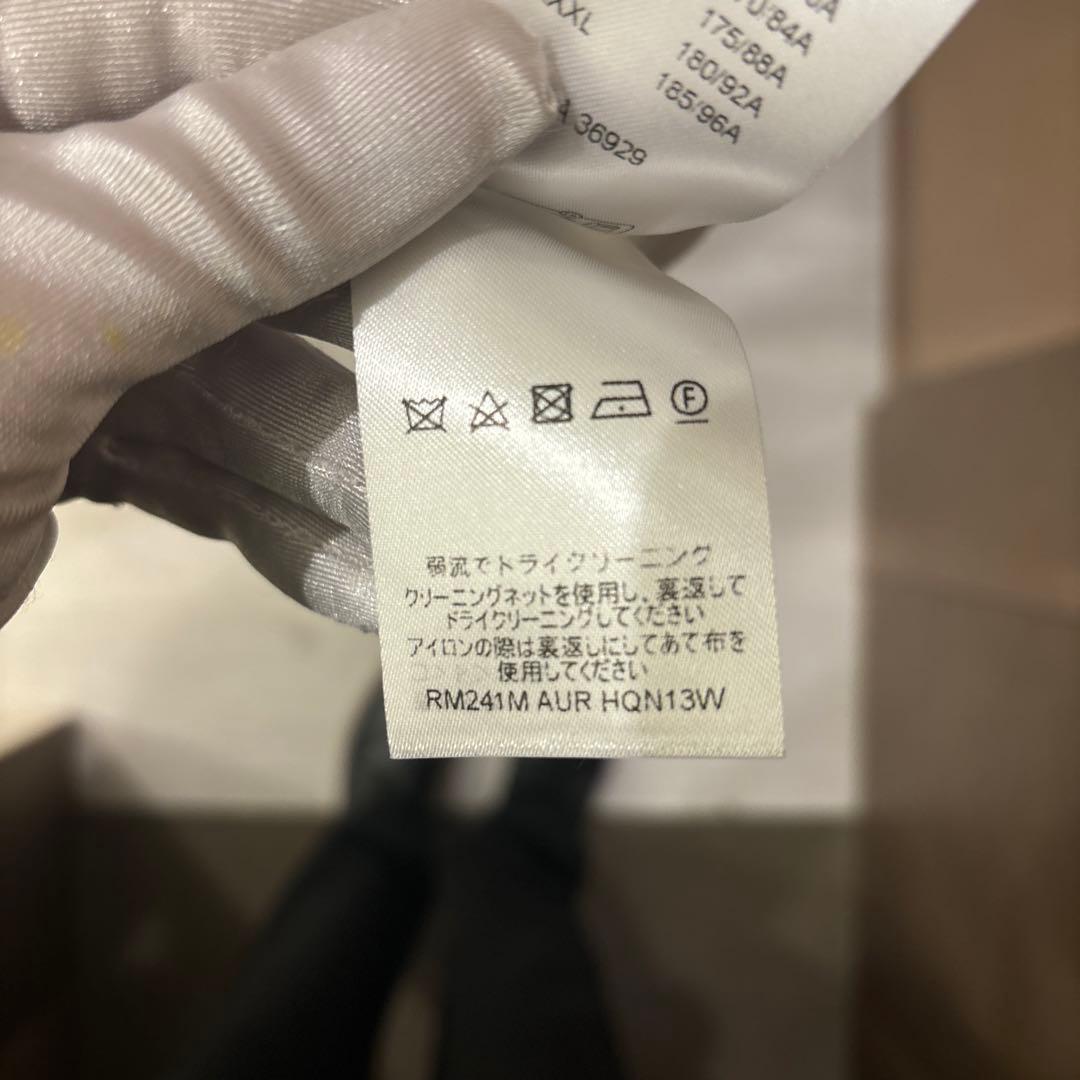 XXL
70/84A
175/88A
180/92A
185/96A
A 36929
F
弱流でドライクリーニング
クリーニングネットを使用し、裏返して
ドライクリーニングしてください
アイロンの際は裏返しにしてあて布を
使用してください
RM241M AUR HQN13W